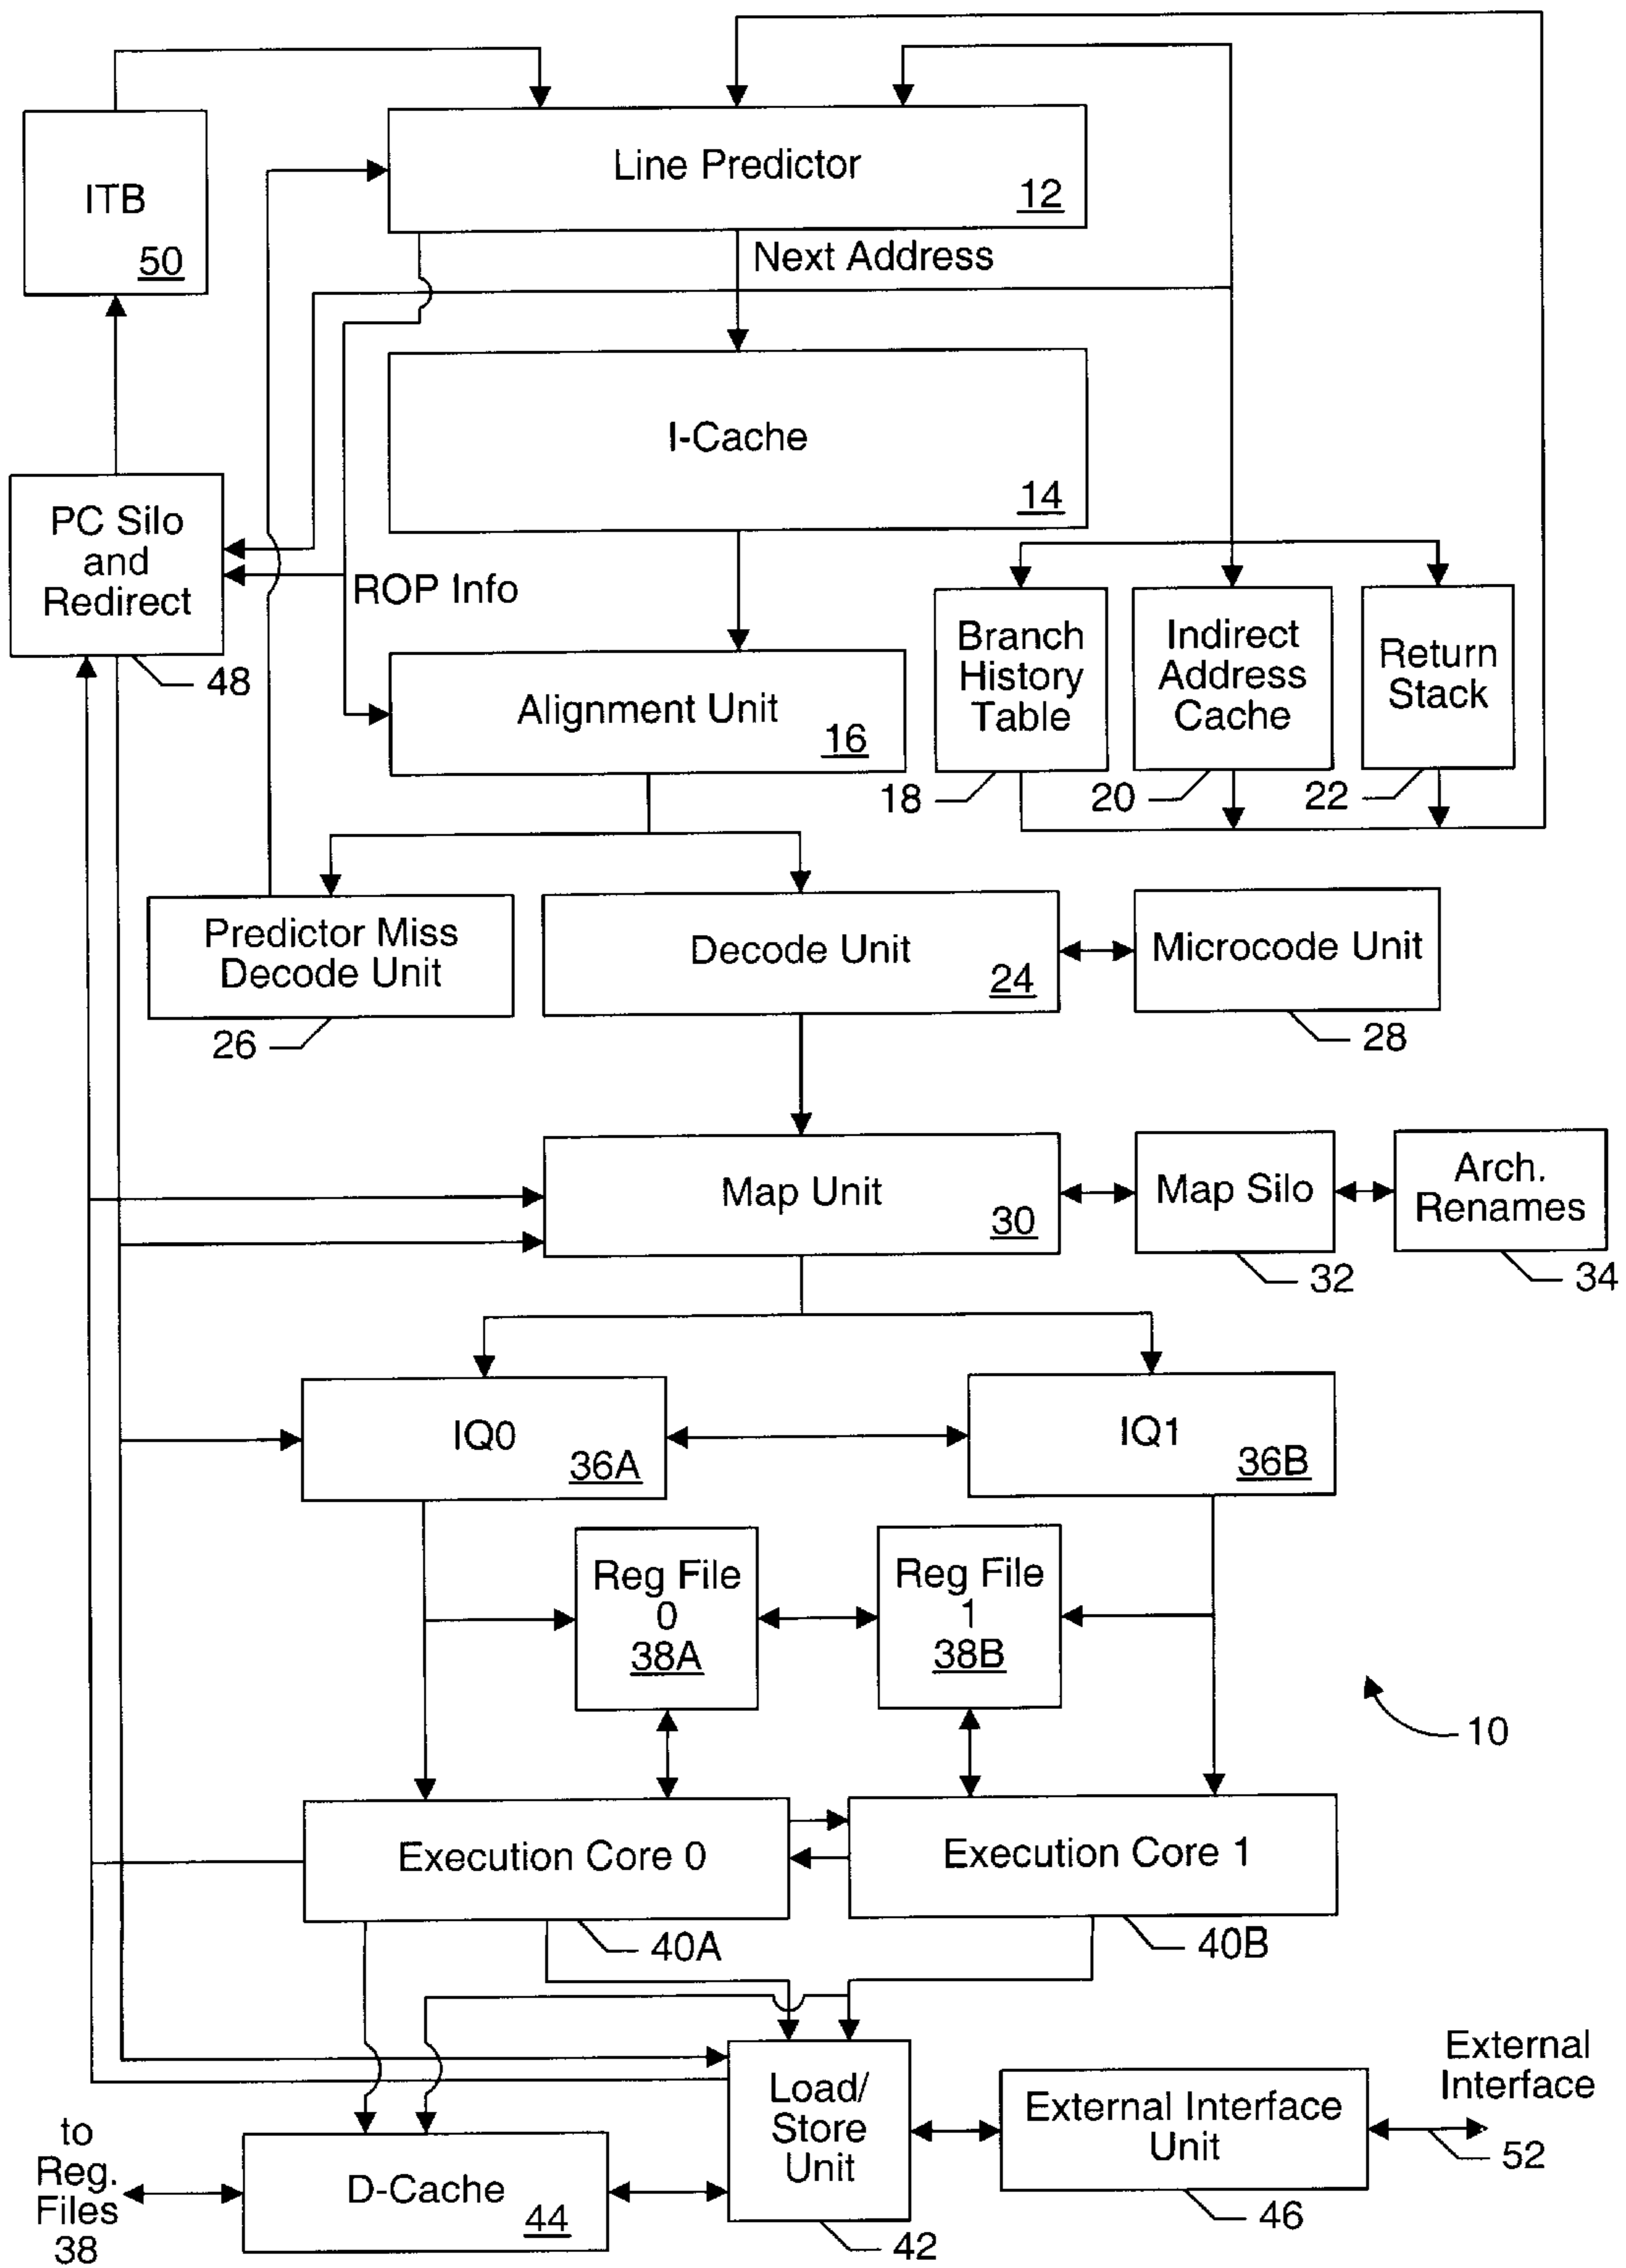 ITB
50
Line Predictor
12
Next Address
I-Cache
14
PC Silo
and
Redirect
48
ROP Info
Alignment Unit
16
Branch
History
Table
18
Indirect
Address
Cache
20
Return
Stack
22
Predictor Miss
Decode Unit
26
Decode Unit
24
Microcode Unit
28
Map Unit
30
Map Silo
32
Arch.
Renames
34
IQ0
36A
IQ1
36B
Reg File
0
38A
Reg File
1
38B
10
Execution Core 0
40A
Execution Core 1
40B
Load/
Store
Unit
42
External Interface
Unit
46
External
Interface
52
to
Reg.
Files
38
D-Cache
44